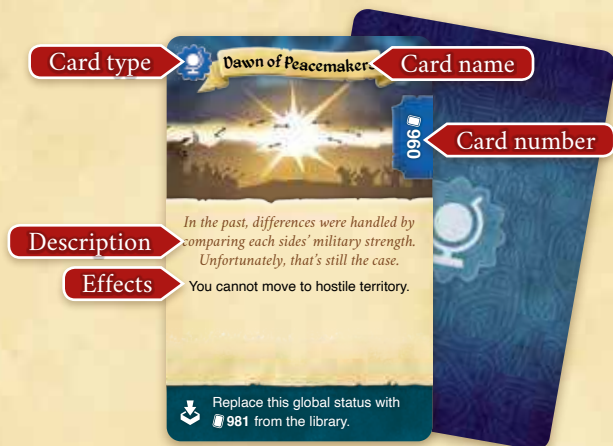 Card type
Dawn of Peacemakers
Card name
960
Card number
In the past, differences were handled by
comparing each sides' military strength.
Unfortunately, that's still the case.
Description
Effects
You cannot move to hostile territory.
Replace this global status with
981 from the library.